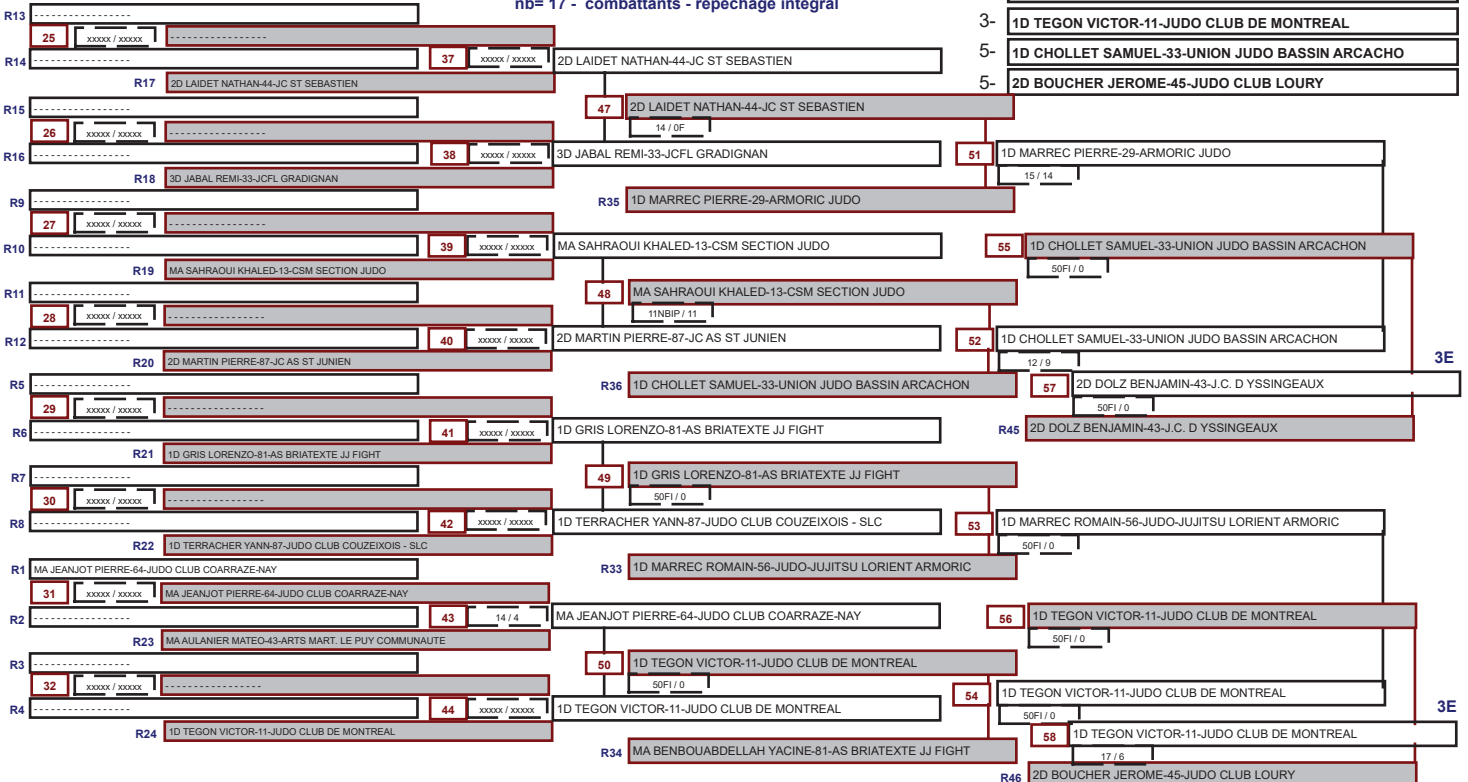 nb= 17 - combattants - repêchage intégral
3- 1D TEGON VICTOR-11-JUDO CLUB DE MONTREAL
5- 1D CHOLLET SAMUEL-33-UNION JUDO BASSIN ARCACHO
5- 2D BOUCHER JEROME-45-JUDO CLUB LOURY
R13 ----------------
25 xxxxx / xxxxx ----------------
R14 ---------------- 37 xxxxx / xxxxx 2D LAIDET NATHAN-44-JC ST SEBASTIEN
R17 2D LAIDET NATHAN-44-JC ST SEBASTIEN
R15 ---------------- 47 2D LAIDET NATHAN-44-JC ST SEBASTIEN
26 xxxxx / xxxxx ---------------- 14 / 0F
R16 ---------------- 38 xxxxx / xxxxx 3D JABAL REMI-33-JCFL GRADIGNAN 51 1D MARREC PIERRE-29-ARMORIC JUDO
15 / 14
R18 3D JABAL REMI-33-JCFL GRADIGNAN
R9 ---------------- R35 1D MARREC PIERRE-29-ARMORIC JUDO
27 xxxxx / xxxxx ----------------
R10 ---------------- 39 xxxxx / xxxxx MA SAHRAOUI KHALED-13-CSM SECTION JUDO 55 1D CHOLLET SAMUEL-33-UNION JUDO BASSIN ARCACHON
R19 MA SAHRAOUI KHALED-13-CSM SECTION JUDO 50FI / 0
R11 ---------------- 48 MA SAHRAOUI KHALED-13-CSM SECTION JUDO
28 xxxxx / xxxxx ---------------- 11NBIP / 11
R12 ---------------- 40 xxxxx / xxxxx 2D MARTIN PIERRE-87-JC AS ST JUNIEN 52 1D CHOLLET SAMUEL-33-UNION JUDO BASSIN ARCACHON
R20 2D MARTIN PIERRE-87-JC AS ST JUNIEN 12 / 9 3E
R5 ---------------- R36 1D CHOLLET SAMUEL-33-UNION JUDO BASSIN ARCACHON 57 2D DOLZ BENJAMIN-43-J.C. D YSSINGEAUX
29 xxxxx / xxxxx ---------------- 50FI / 0
R6 ---------------- 41 xxxxx / xxxxx 1D GRIS LORENZO-81-AS BRIATEXTE JJ FIGHT R45 2D DOLZ BENJAMIN-43-J.C. D YSSINGEAUX
R21 1D GRIS LORENZO-81-AS BRIATEXTE JJ FIGHT
R7 ---------------- 49 1D GRIS LORENZO-81-AS BRIATEXTE JJ FIGHT
30 xxxxx / xxxxx ---------------- 50FI / 0
R8 ---------------- 42 xxxxx / xxxxx 1D TERRACHER YANN-87-JUDO CLUB COUZEIXOIS - SLC 53 1D MARREC ROMAIN-56-JUDO-JUJITSU LORIENT ARMORIC
R22 1D TERRACHER YANN-87-JUDO CLUB COUZEIXOIS - SLC 50FI / 0
R1 MA JEANJOT PIERRE-64-JUDO CLUB COARRAZE-NAY R33 1D MARREC ROMAIN-56-JUDO-JUJITSU LORIENT ARMORIC
31 xxxxx / xxxxx MA JEANJOT PIERRE-64-JUDO CLUB COARRAZE-NAY
R2 ---------------- 43 14 / 4 MA JEANJOT PIERRE-64-JUDO CLUB COARRAZE-NAY 56 1D TEGON VICTOR-11-JUDO CLUB DE MONTREAL
R23 MA AULANIER MATEO-43-ARTS MART. LE PUY COMMUNAUTE 50FI / 0
R3 ---------------- 50 1D TEGON VICTOR-11-JUDO CLUB DE MONTREAL
32 xxxxx / xxxxx ---------------- 50FI / 0 54 1D TEGON VICTOR-11-JUDO CLUB DE MONTREAL
R4 ---------------- 44 xxxxx / xxxxx 1D TEGON VICTOR-11-JUDO CLUB DE MONTREAL 50FI / 0 3E
R24 1D TEGON VICTOR-11-JUDO CLUB DE MONTREAL 58 1D TEGON VICTOR-11-JUDO CLUB DE MONTREAL
R34 MA BENBOUABDELLAH YACINE-81-AS BRIATEXTE JJ FIGHT 17 / 6
R46 2D BOUCHER JEROME-45-JUDO CLUB LOURY